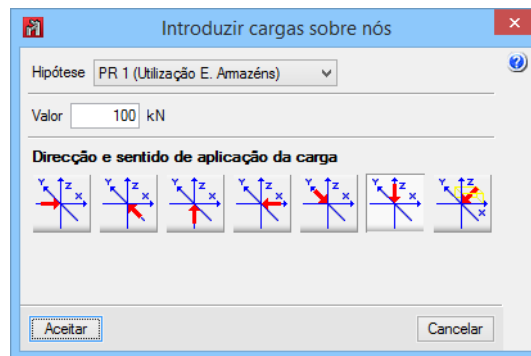 Introduzir cargas sobre nós
Hipótese PR 1 (Utilização E. Armazéns)
Valor 100 kN
Direcção e sentido de aplicação da carga
Y Z X Y Z X Y Z X Y Z X Y Z X Y Z X Y Z X
Aceitar Cancelar